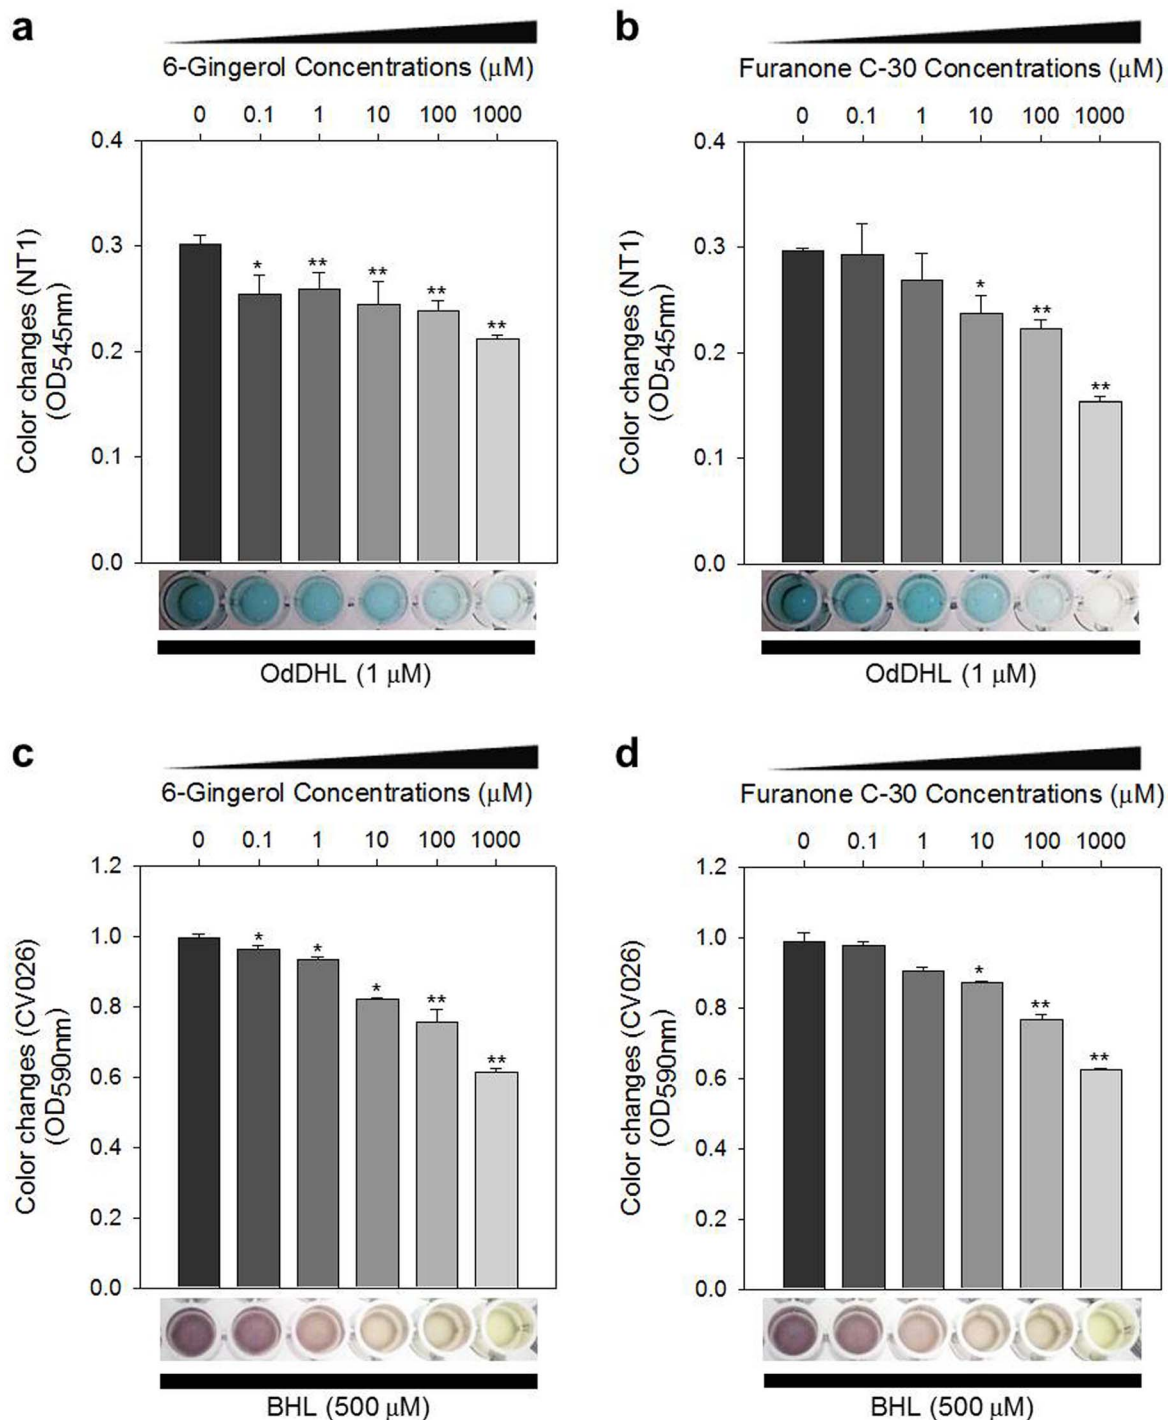 a
6-Gingerol Concentrations (μM)
0 0.1 1 10 100 1000
0.4
0.3
0.2
0.1
0.0
Color changes (NT1)
(OD545nm)
* ** ** ** **
OdDHL (1 μM)
b
Furanone C-30 Concentrations (μM)
0 0.1 1 10 100 1000
0.4
0.3
0.2
0.1
0.0
Color changes (NT1)
(OD545nm)
* ** **
OdDHL (1 μM)
c
6-Gingerol Concentrations (μM)
0 0.1 1 10 100 1000
1.2
1.0
0.8
0.6
0.4
0.2
0.0
Color changes (CV026)
(OD590nm)
* * * ** **
BHL (500 μM)
d
Furanone C-30 Concentrations (μM)
0 0.1 1 10 100 1000
1.2
1.0
0.8
0.6
0.4
0.2
0.0
Color changes (CV026)
(OD590nm)
* ** **
BHL (500 μM)